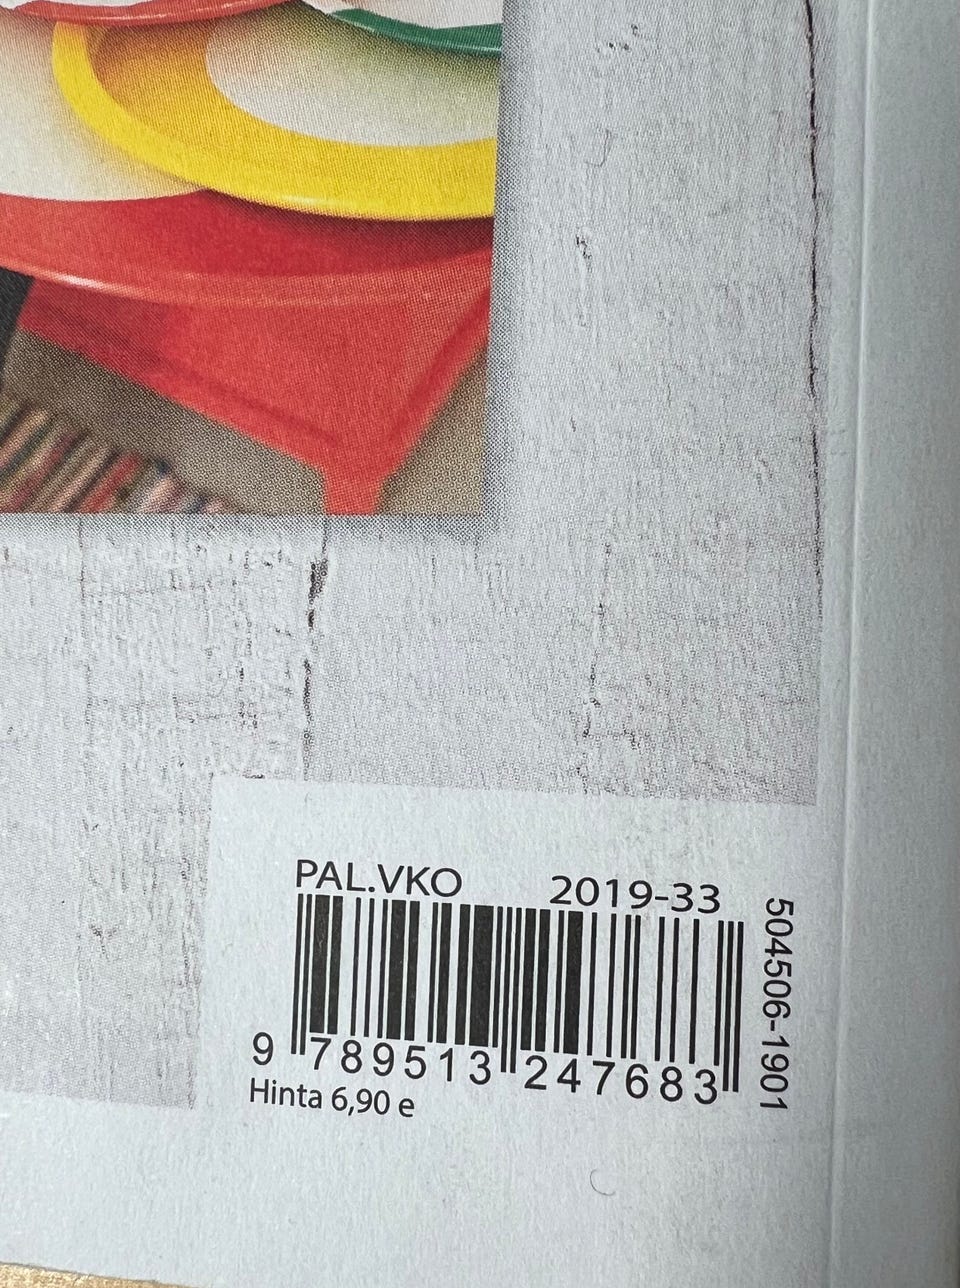 PAL.VKO 2019-33
9 789513 247683
Hinta 6,90 e
504506-1901